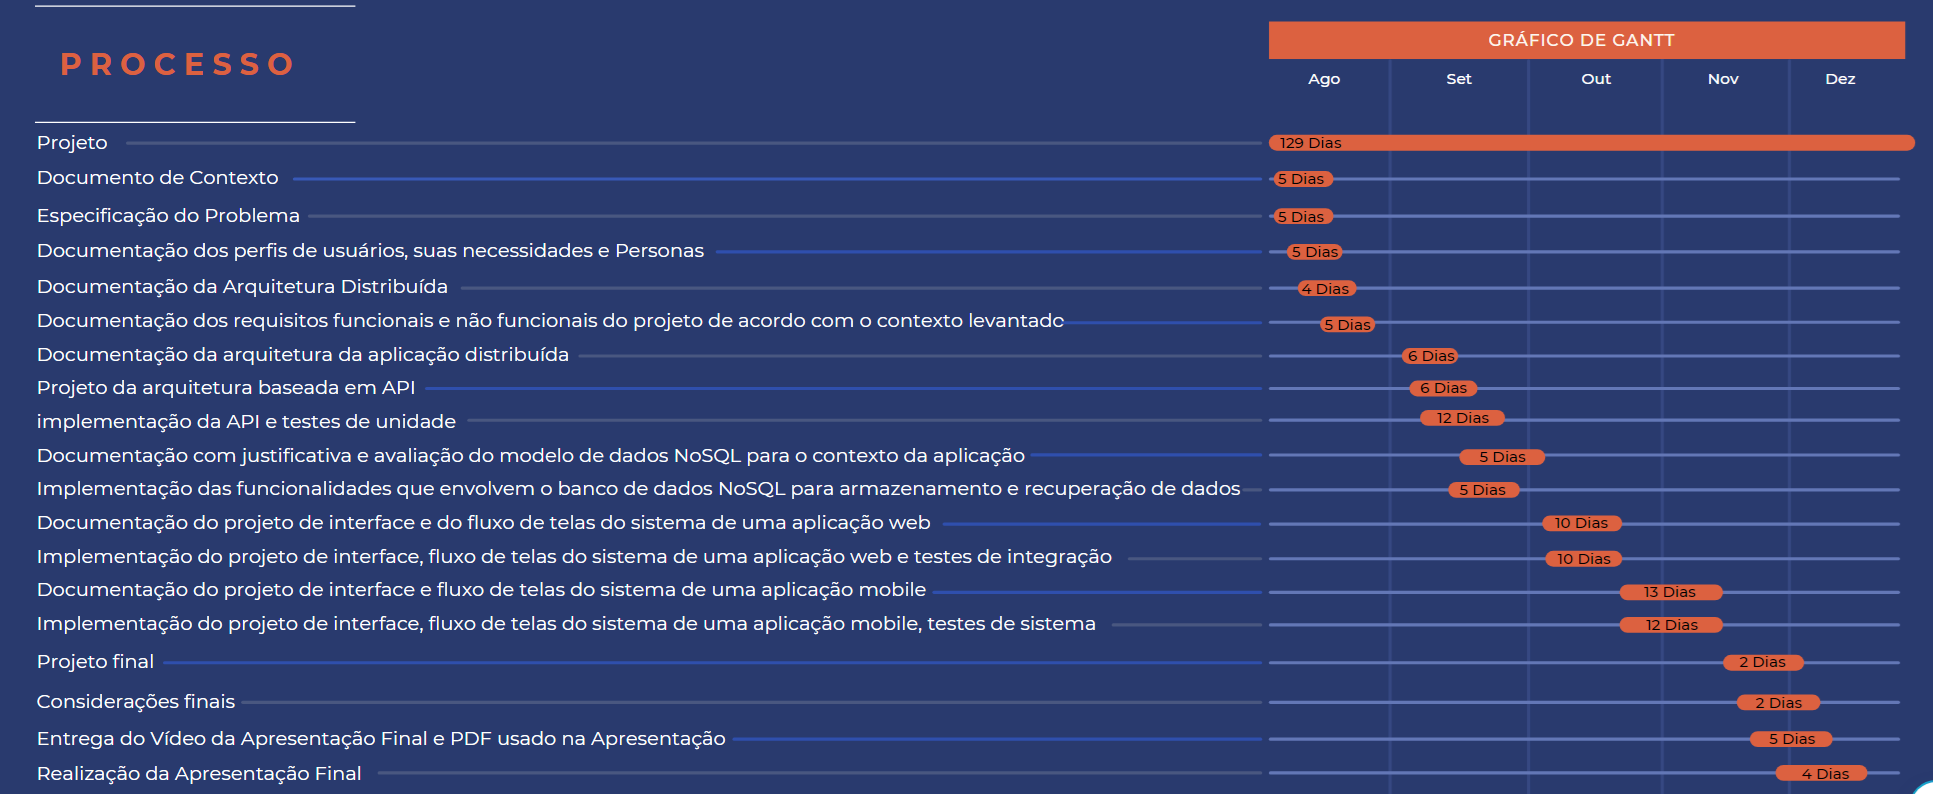 PROCESSO
GRÁFICO DE GANTT
Ago Set Out Nov Dez
Projeto 129 Dias
Documento de Contexto 5 Dias
Especificação do Problema 5 Dias
Documentação dos perfis de usuários, suas necessidades e Personas 5 Dias
Documentação da Arquitetura Distribuída 4 Dias
Documentação dos requisitos funcionais e não funcionais do projeto de acordo com o contexto levantado 5 Dias
Documentação da arquitetura da aplicação distribuída 6 Dias
Projeto da arquitetura baseada em API 6 Dias
implementação da API e testes de unidade 12 Dias
Documentação com justificativa e avaliação do modelo de dados NoSQL para o contexto da aplicação 5 Dias
Implementação das funcionalidades que envolvem o banco de dados NoSQL para armazenamento e recuperação de dados 5 Dias
Documentação do projeto de interface e do fluxo de telas do sistema de uma aplicação web 10 Dias
Implementação do projeto de interface, fluxo de telas do sistema de uma aplicação web e testes de integração 10 Dias
Documentação do projeto de interface e fluxo de telas do sistema de uma aplicação mobile 13 Dias
Implementação do projeto de interface, fluxo de telas do sistema de uma aplicação mobile, testes de sistema 12 Dias
Projeto final 2 Dias
Considerações finais 2 Dias
Entrega do Vídeo da Apresentação Final e PDF usado na Apresentação 5 Dias
Realização da Apresentação Final 4 Dias